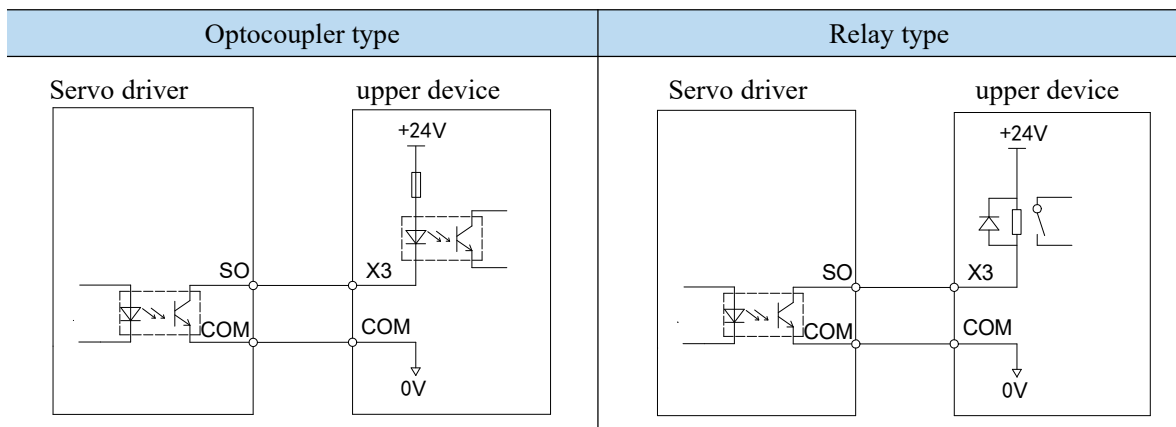 Optocoupler type
Relay type
Servo driver
upper device
+24V
SO
X3
COM
COM
0V
Servo driver
upper device
+24V
SO
X3
COM
COM
0V